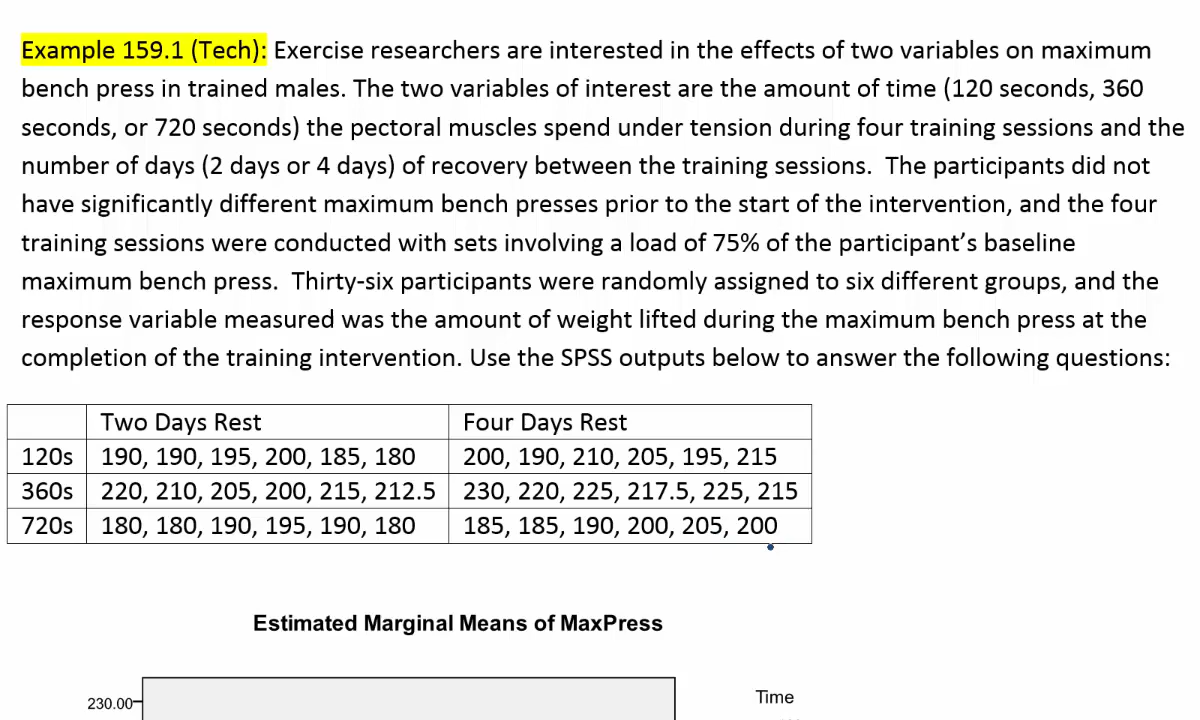 Example 159.1 (Tech): Exercise researchers are interested in the effects of two variables on maximum
bench press in trained males. The two variables of interest are the amount of time (120 seconds, 360
seconds, or 720 seconds) the pectoral muscles spend under tension during four training sessions and the
number of days (2 days or 4 days) of recovery between the training sessions. The participants did not
have significantly different maximum bench presses prior to the start of the intervention, and the four
training sessions were conducted with sets involving a load of 75% of the participant's baseline
maximum bench press. Thirty-six participants were randomly assigned to six different groups, and the
response variable measured was the amount of weight lifted during the maximum bench press at the
completion of the training intervention. Use the SPSS outputs below to answer the following questions:
Two Days Rest Four Days Rest
120s 190, 190, 195, 200, 185, 180 200, 190, 210, 205, 195, 215
360s 220, 210, 205, 200, 215, 212.5 230, 220, 225, 217.5, 225, 215
720s 180, 180, 190, 195, 190, 180 185, 185, 190, 200, 205, 200
Estimated Marginal Means of MaxPress
230.00 Time